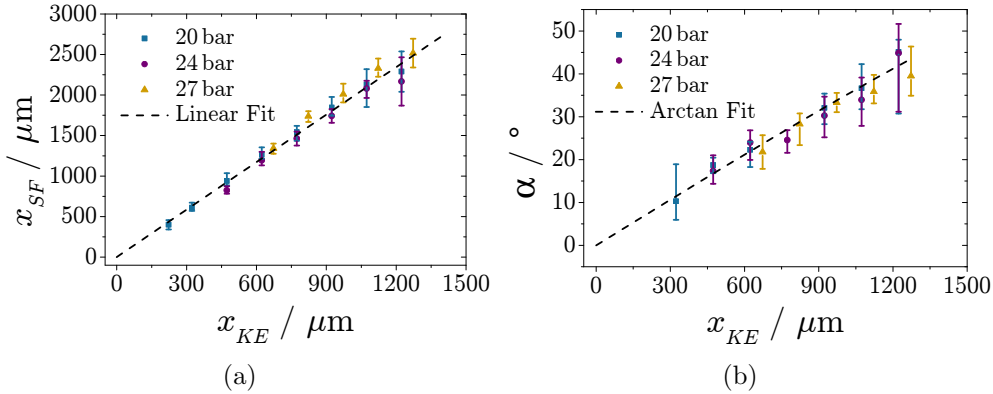 3000
2500
2000
1500
1000
500
0
x_SF / μm
20 bar
24 bar
27 bar
Linear Fit
0 300 600 900 1200 1500
x_KE / μm
(a)
50
40
30
20
10
0
α / °
20 bar
24 bar
27 bar
Arctan Fit
0 300 600 900 1200 1500
x_KE / μm
(b)